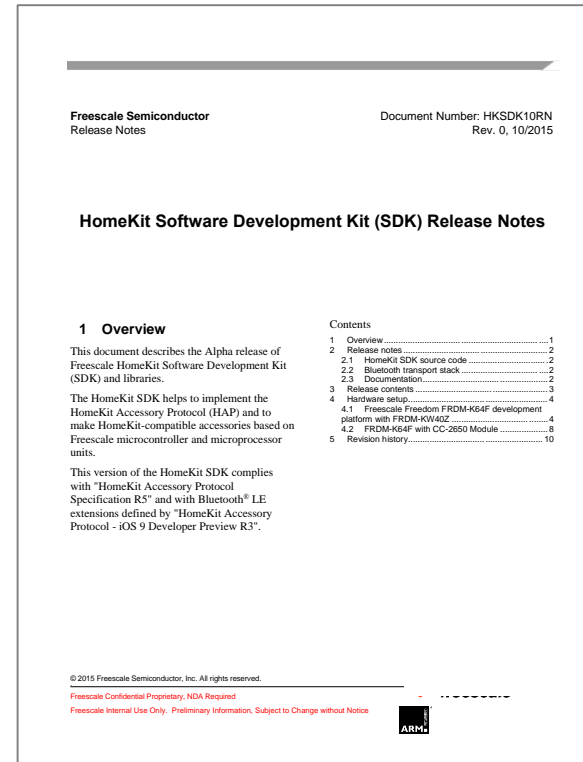 Freescale Semiconductor
Release Notes
Document Number: HKSDK10RN
Rev. 0, 10/2015
HomeKit Software Development Kit (SDK) Release Notes
1 Overview
This document describes the Alpha release of
Freescale HomeKit Software Development Kit
(SDK) and libraries.
The HomeKit SDK helps to implement the
HomeKit Accessory Protocol (HAP) and to
make HomeKit-compatible accessories based on
Freescale microcontroller and microprocessor
units.
This version of the HomeKit SDK complies
with "HomeKit Accessory Protocol
Specification R5" and with Bluetooth® LE
extensions defined by "HomeKit Accessory
Protocol - iOS 9 Developer Preview R3".
Contents
1 Overview ..... 1
2 Release notes ..... 2
2.1 HomeKit SDK source code ..... 2
2.2 Bluetooth transport stack ..... 2
2.3 Documentation ..... 2
3 Release contents ..... 3
4 Hardware setup ..... 4
4.1 Freescale Freedom FRDM-K64F development
platform with FRDM-KW40Z ..... 4
4.2 FRDM-K64F with CC-2650 Module ..... 8
5 Revision history ..... 10
© 2015 Freescale Semiconductor, Inc. All rights reserved.
Freescale Confidential Proprietary, NDA Required
Freescale Internal Use Only. Preliminary Information, Subject to Change without Notice
ARM